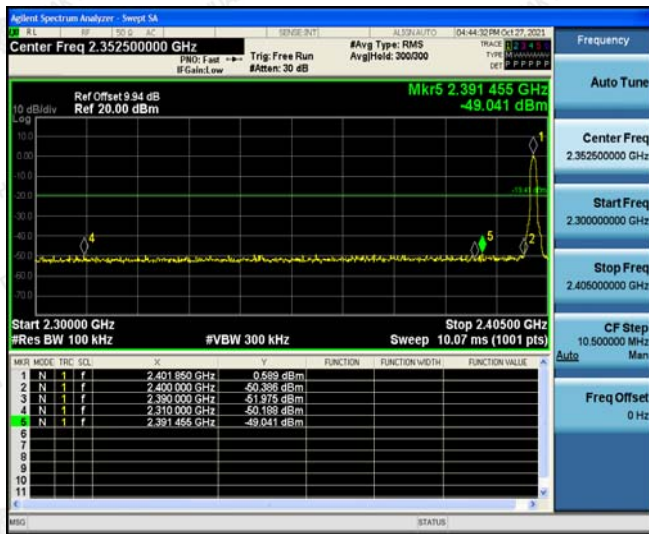 Agilent Spectrum Analyzer - Swept SA
RL RF 50 Ω AC SENSE:INT ALIGNAUTO 04:44:32 PM Oct 27, 2021
Center Freq 2.352500000 GHz
#Avg Type: RMS
TRACE 1 2 3 4 5 6
PNO: Fast Trig: Free Run Avg|Hold: 300/300
TYPE
IFGain:Low #Atten: 30 dB
DET P P P P P P
Mkr5 2.391 455 GHz
-49.041 dBm
Ref Offset 9.94 dB
10 dB/div Ref 20.00 dBm
Log
10.0
0.00
-10.0
-20.0
-30.0
-40.0
-50.0
-60.0
-70.0
1
4
5
2
Start 2.30000 GHz Stop 2.40500 GHz
#Res BW 100 kHz #VBW 300 kHz Sweep 10.07 ms (1001 pts)
MKR MODE TRC SCL X Y FUNCTION FUNCTION WIDTH FUNCTION VALUE
1 N 1 f 2.401 850 GHz 0.589 dBm
2 N 1 f 2.400 000 GHz -50.386 dBm
3 N 1 f 2.390 000 GHz -51.975 dBm
4 N 1 f 2.310 000 GHz -50.188 dBm
5 N 1 f 2.391 455 GHz -49.041 dBm
6
7
8
9
10
11
MSG STATUS
Frequency
Auto Tune
Center Freq
2.352500000 GHz
Start Freq
2.300000000 GHz
Stop Freq
2.405000000 GHz
CF Step
10.500000 MHz
Auto Man
Freq Offset
0 Hz